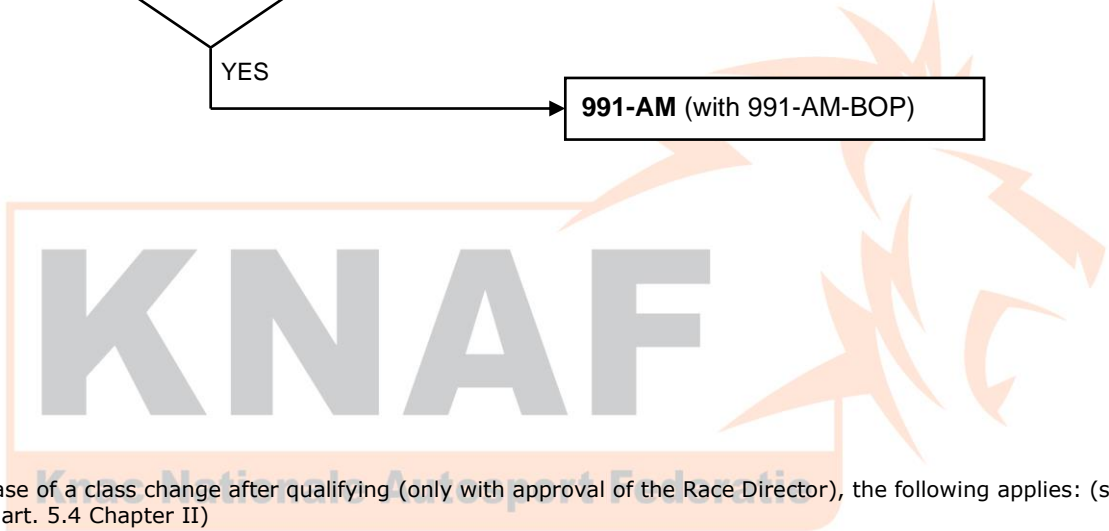 YES
991-AM (with 991-AM-BOP)
KNAF
Knas Nationale Autosport Federatie
ase of a class change after qualifying (only with approval of the Race Director), the following applies: (s
art. 5.4 Chapter II)